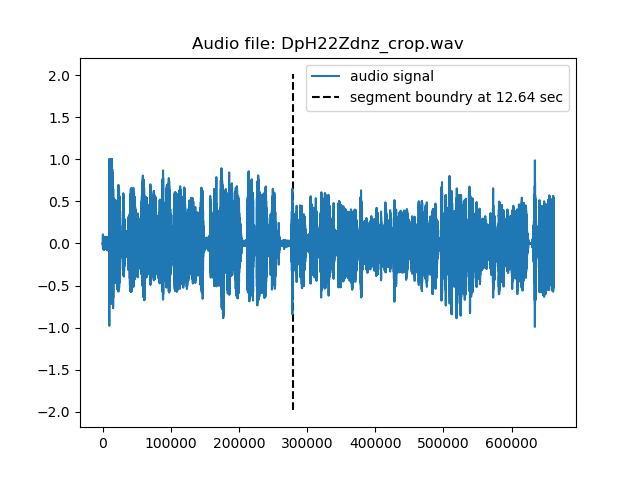 Audio file: DpH22Zdnz_crop.wav
audio signal
segment boundry at 12.64 sec
2.0
1.5
1.0
0.5
0.0
−0.5
−1.0
−1.5
−2.0
0 100000 200000 300000 400000 500000 600000